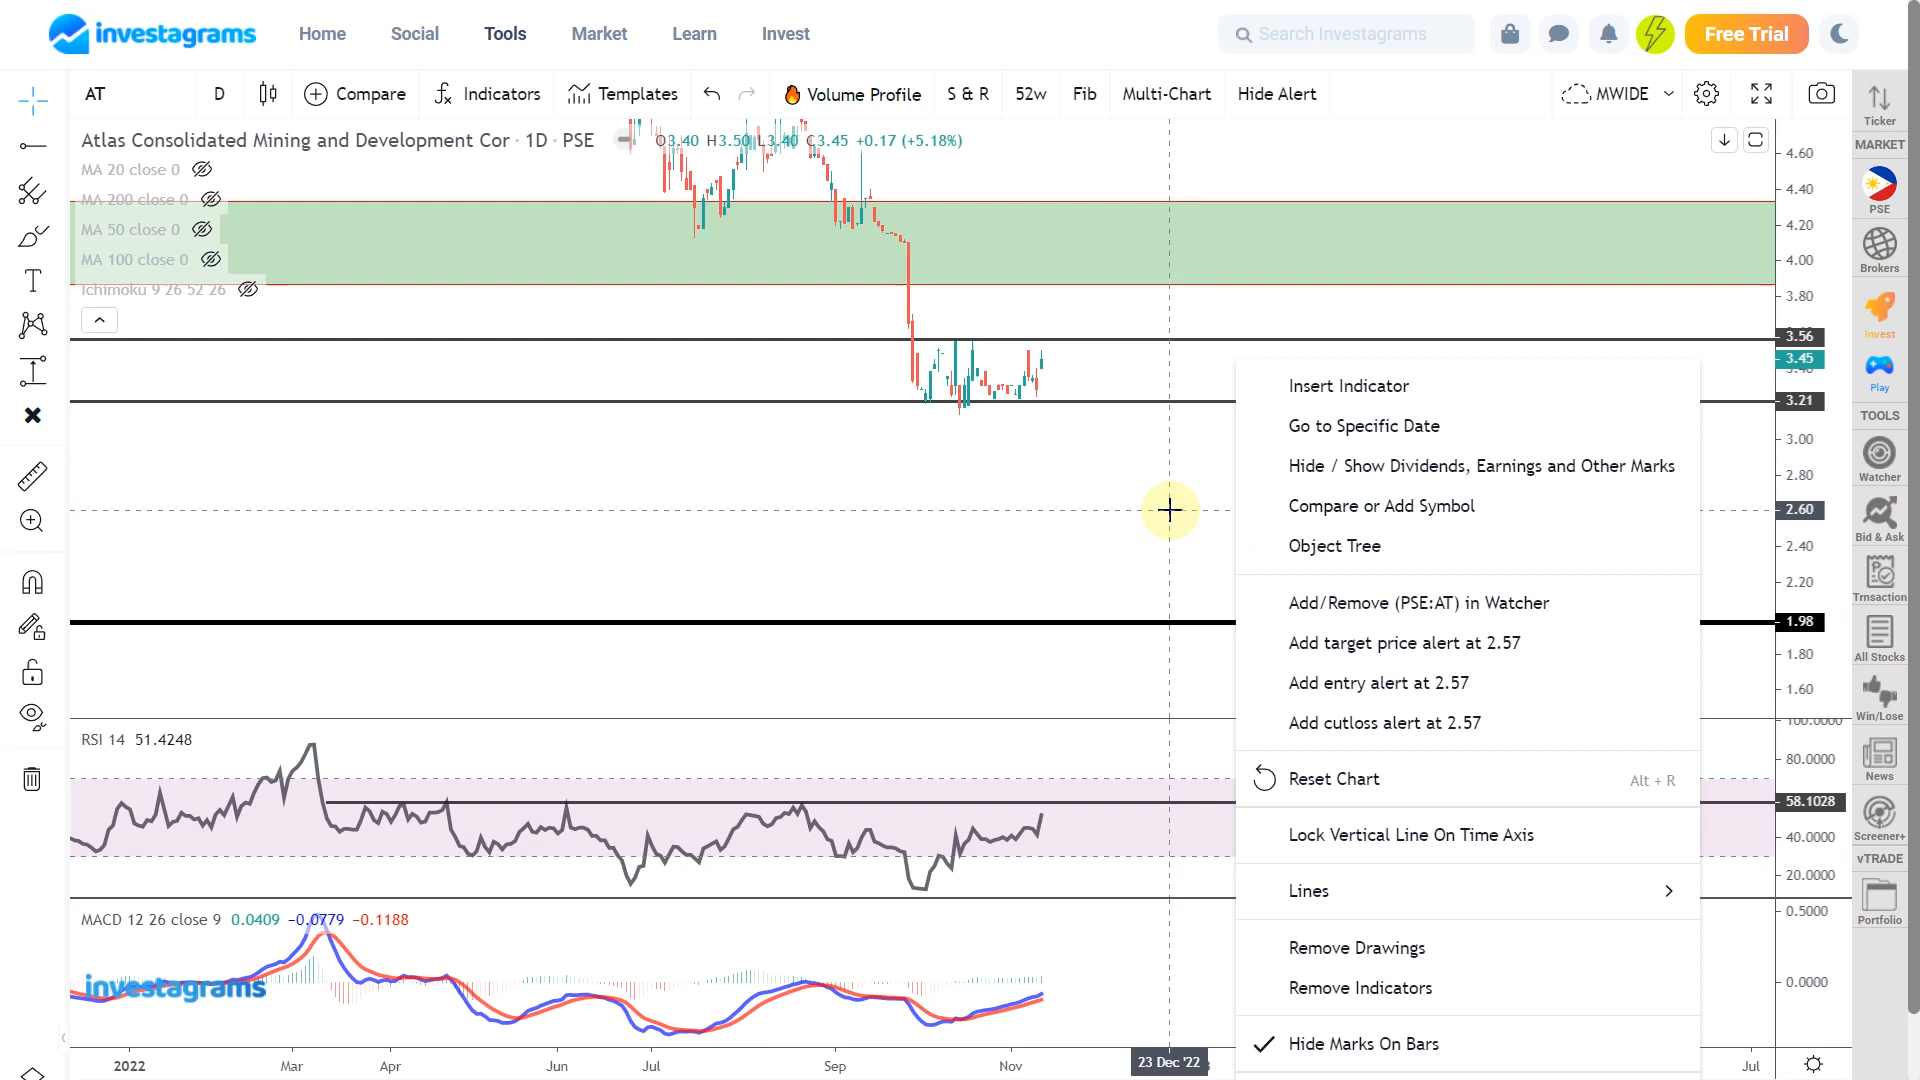 investagrams
Home
Social
Tools
Market
Learn
Invest
Search Investagrams
Free Trial
AT
D
Compare
Indicators
Templates
Volume Profile
S & R
52w
Fib
Multi-Chart
Hide Alert
MWIDE
Atlas Consolidated Mining and Development Cor · 1D · PSE
O3.40 H3.50 L3.40 C3.45 +0.17 (+5.18%)
MA 20 close 0
MA 200 close 0
MA 50 close 0
MA 100 close 0
Ichimoku 9 26 52 26
4.60
4.40
4.20
4.00
3.80
3.56
3.45
3.40
3.21
3.00
2.80
2.60
2.40
2.20
1.98
1.80
1.60
Insert Indicator
Go to Specific Date
Hide / Show Dividends, Earnings and Other Marks
Compare or Add Symbol
Object Tree
Add/Remove (PSE:AT) in Watcher
Add target price alert at 2.57
Add entry alert at 2.57
Add cutloss alert at 2.57
Reset Chart
Alt + R
Lock Vertical Line On Time Axis
Lines
Remove Drawings
Remove Indicators
Hide Marks On Bars
RSI 14 51.4248
100.0000
80.0000
58.1028
40.0000
20.0000
MACD 12 26 close 9 0.0409 −0.0779 −0.1188
investagrams
0.5000
0.0000
2022
Mar
Apr
Jun
Jul
Sep
Nov
23 Dec '22
Jul
Ticker
MARKET
PSE
Brokers
Invest
Play
TOOLS
Watcher
Bid & Ask
Trnsaction
All Stocks
Win/Lose
News
Screener+
vTRADE
Portfolio